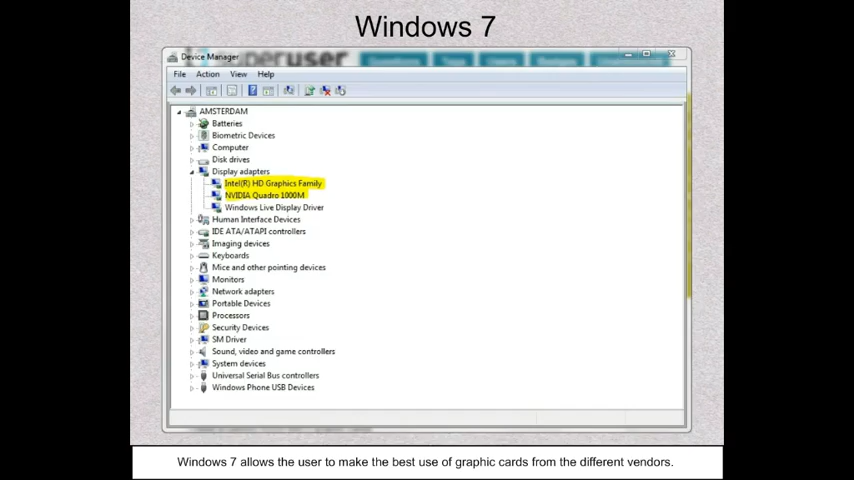 Windows 7
Device Manager
File Action View Help
AMSTERDAM
Batteries
Biometric Devices
Computer
Disk drives
Display adapters
Intel(R) HD Graphics Family
NVIDIA Quadro 1000M
Windows Live Display Driver
Human Interface Devices
IDE ATA/ATAPI controllers
Imaging devices
Keyboards
Mice and other pointing devices
Monitors
Network adapters
Portable Devices
Processors
Security Devices
SM Driver
Sound, video and game controllers
System devices
Universal Serial Bus controllers
Windows Phone USB Devices
Windows 7 allows the user to make the best use of graphic cards from the different vendors.